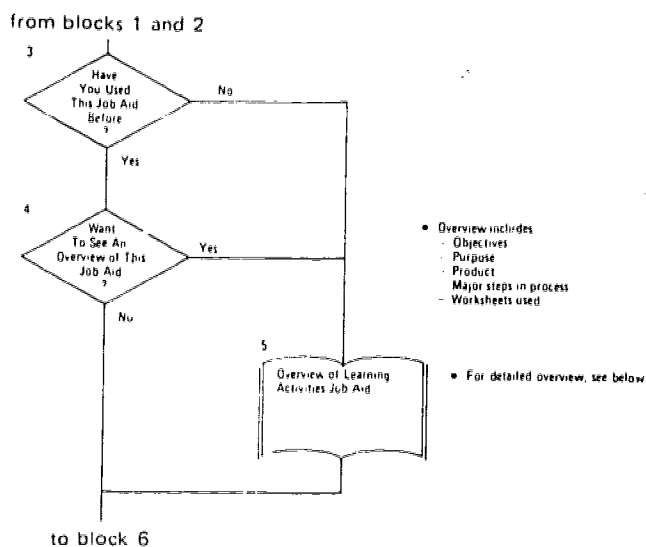 from blocks 1 and 2
3
Have
You Used
This Job Aid
Before
?
No
Yes
4
Want
To See An
Overview of This
Job Aid
?
Yes
No
• Overview includes
- Objectives
- Purpose
- Product
Major steps in process
- Worksheets used
5
Overview of Learning
Activities Job Aid
• For detailed overview, see below
to block 6